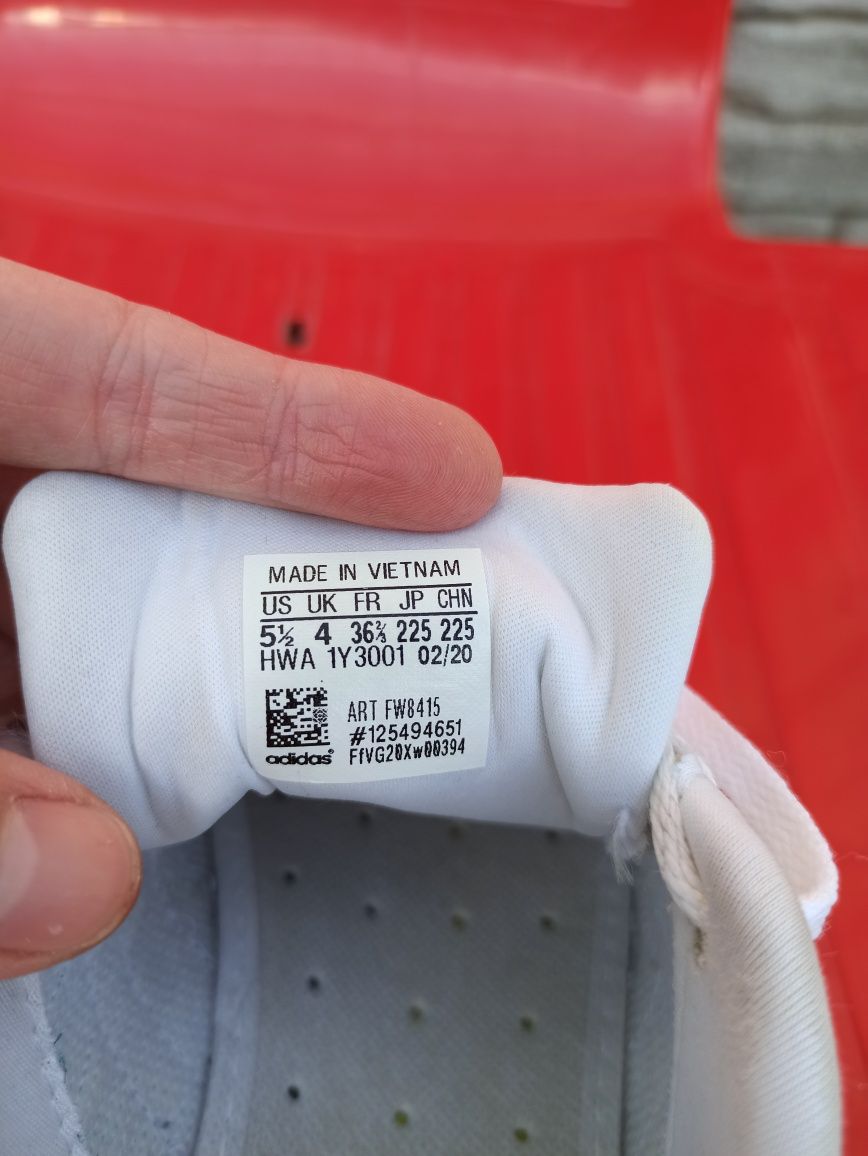 MADE IN VIETNAM
US UK FR JP CHN
5½ 4 36⅔ 225 225
HWA 1Y3001 02/20
ART FW8415
#125494651
adidas FfVG20Xw00394